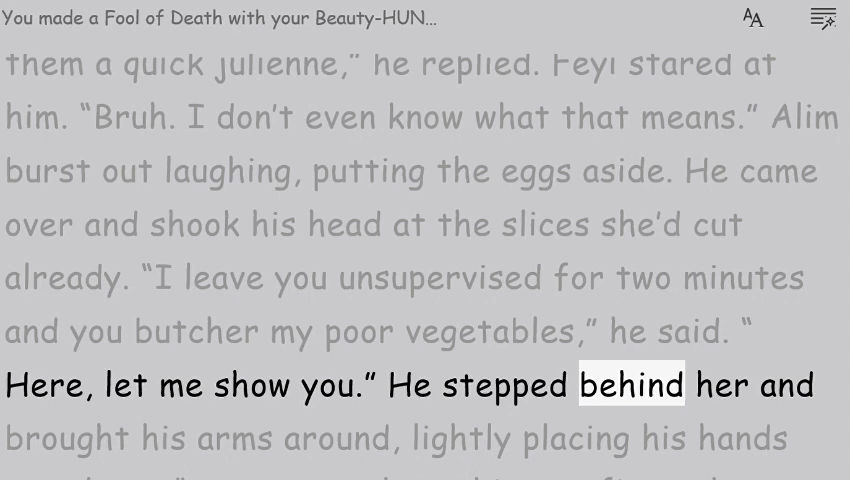 You made a Fool of Death with your Beauty-HUN...
AA
them a quick julienne,” he replied. Feyi stared at
him. “Bruh. I don’t even know what that means.” Alim
burst out laughing, putting the eggs aside. He came
over and shook his head at the slices she’d cut
already. “I leave you unsupervised for two minutes
and you butcher my poor vegetables,” he said. “
Here, let me show you.” He stepped behind her and
brought his arms around, lightly placing his hands